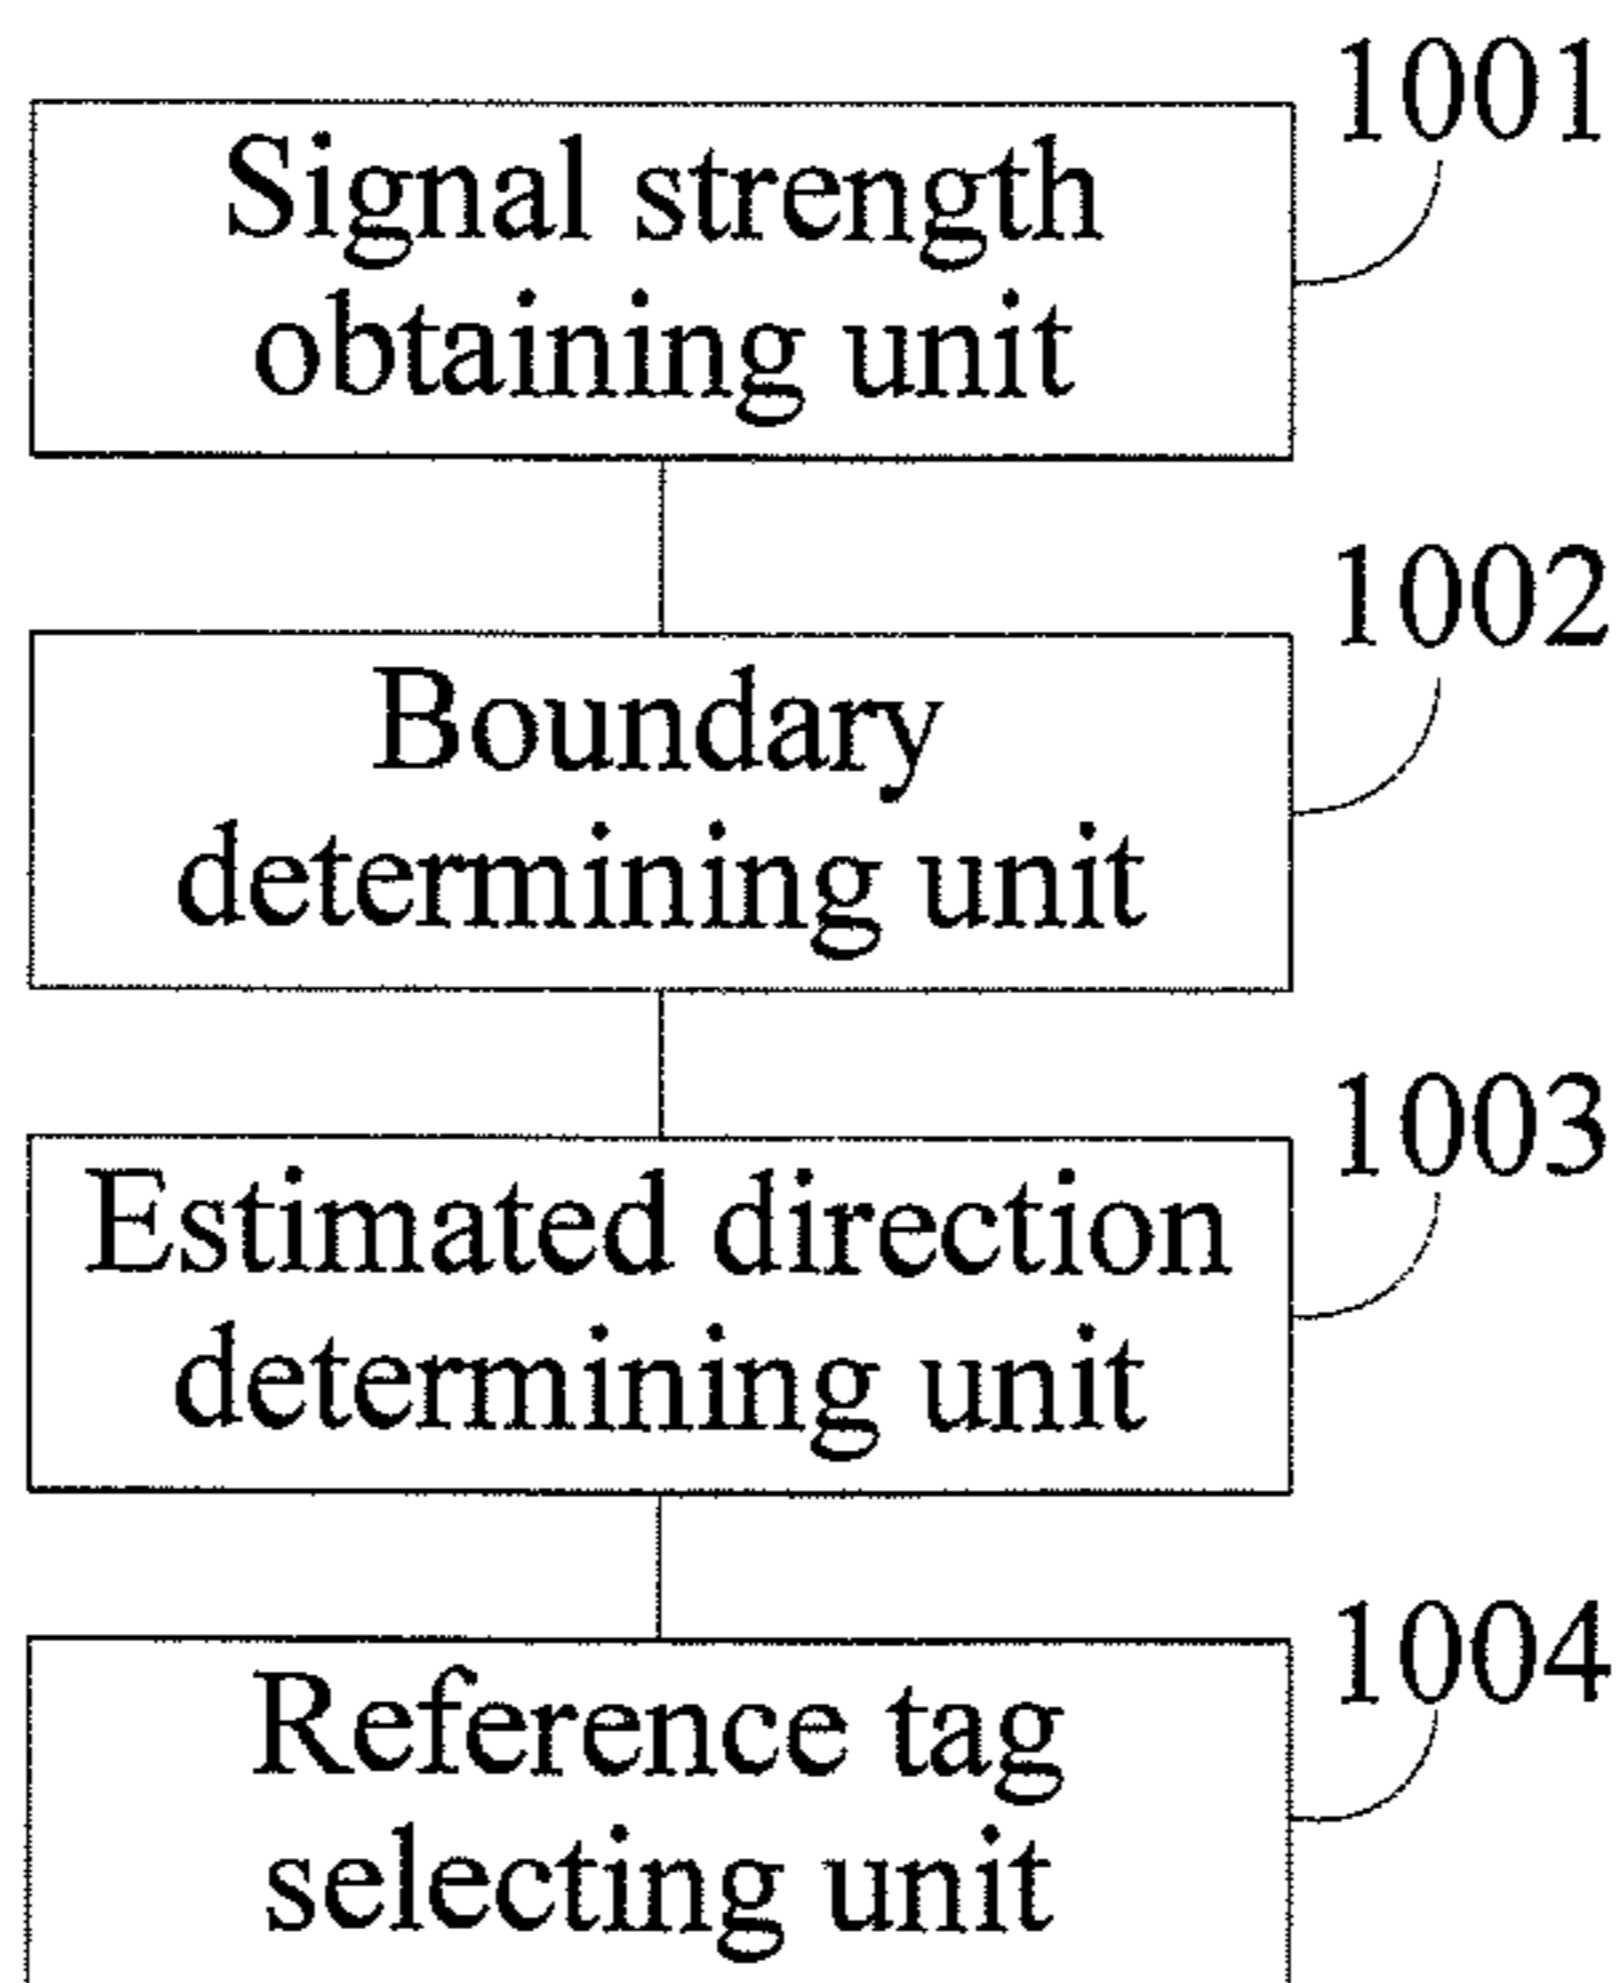 1001
Signal strength
obtaining unit
1002
Boundary
determining unit
1003
Estimated direction
determining unit
1004
Reference tag
selecting unit